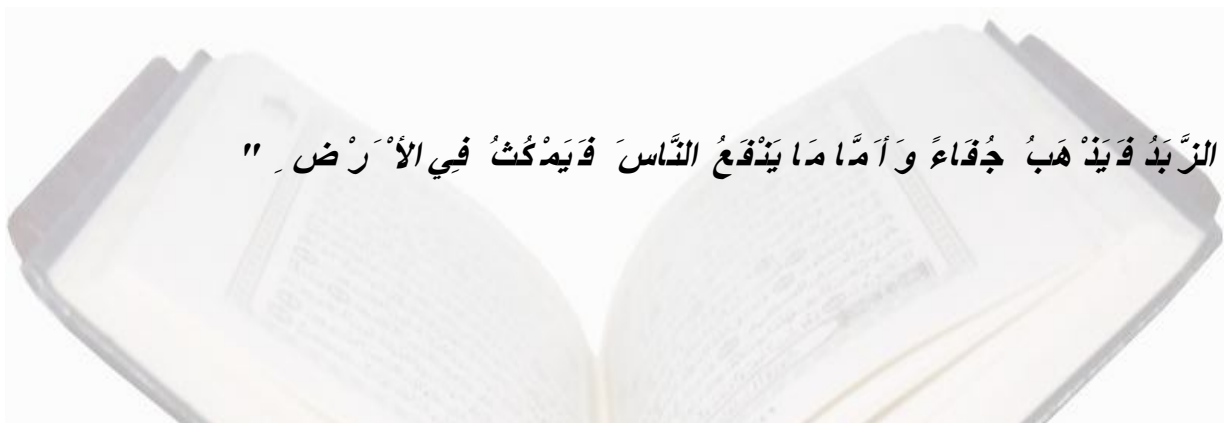 الزَّبَدُ فَيَذْهَبُ جُفَاءً وَأَمَّا مَا يَنْفَعُ النَّاسَ فَيَمْكُثُ فِي الأَْرْضِ "